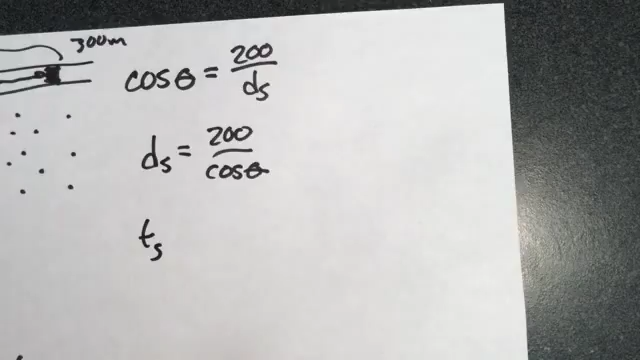 300m
cosθ = 200/ds
ds = 200/cosθ
ts